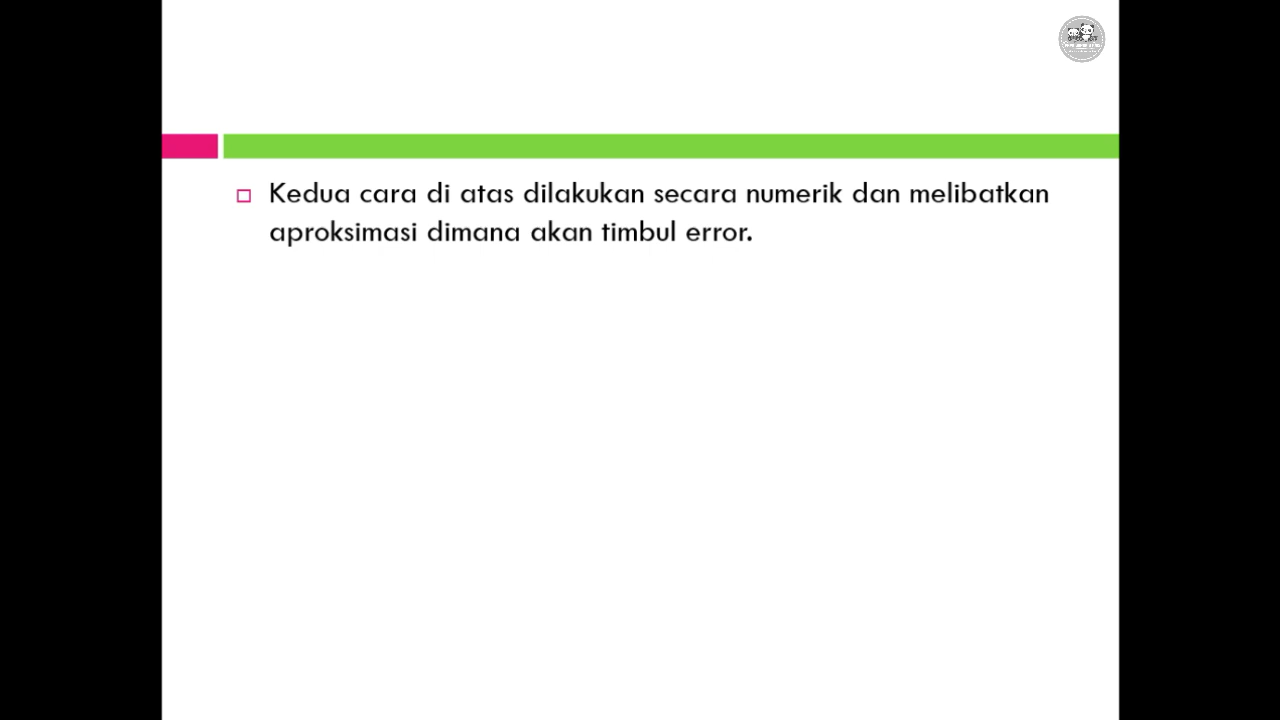 Kedua cara di atas dilakukan secara numerik dan melibatkan
aproksimasi dimana akan timbul error.